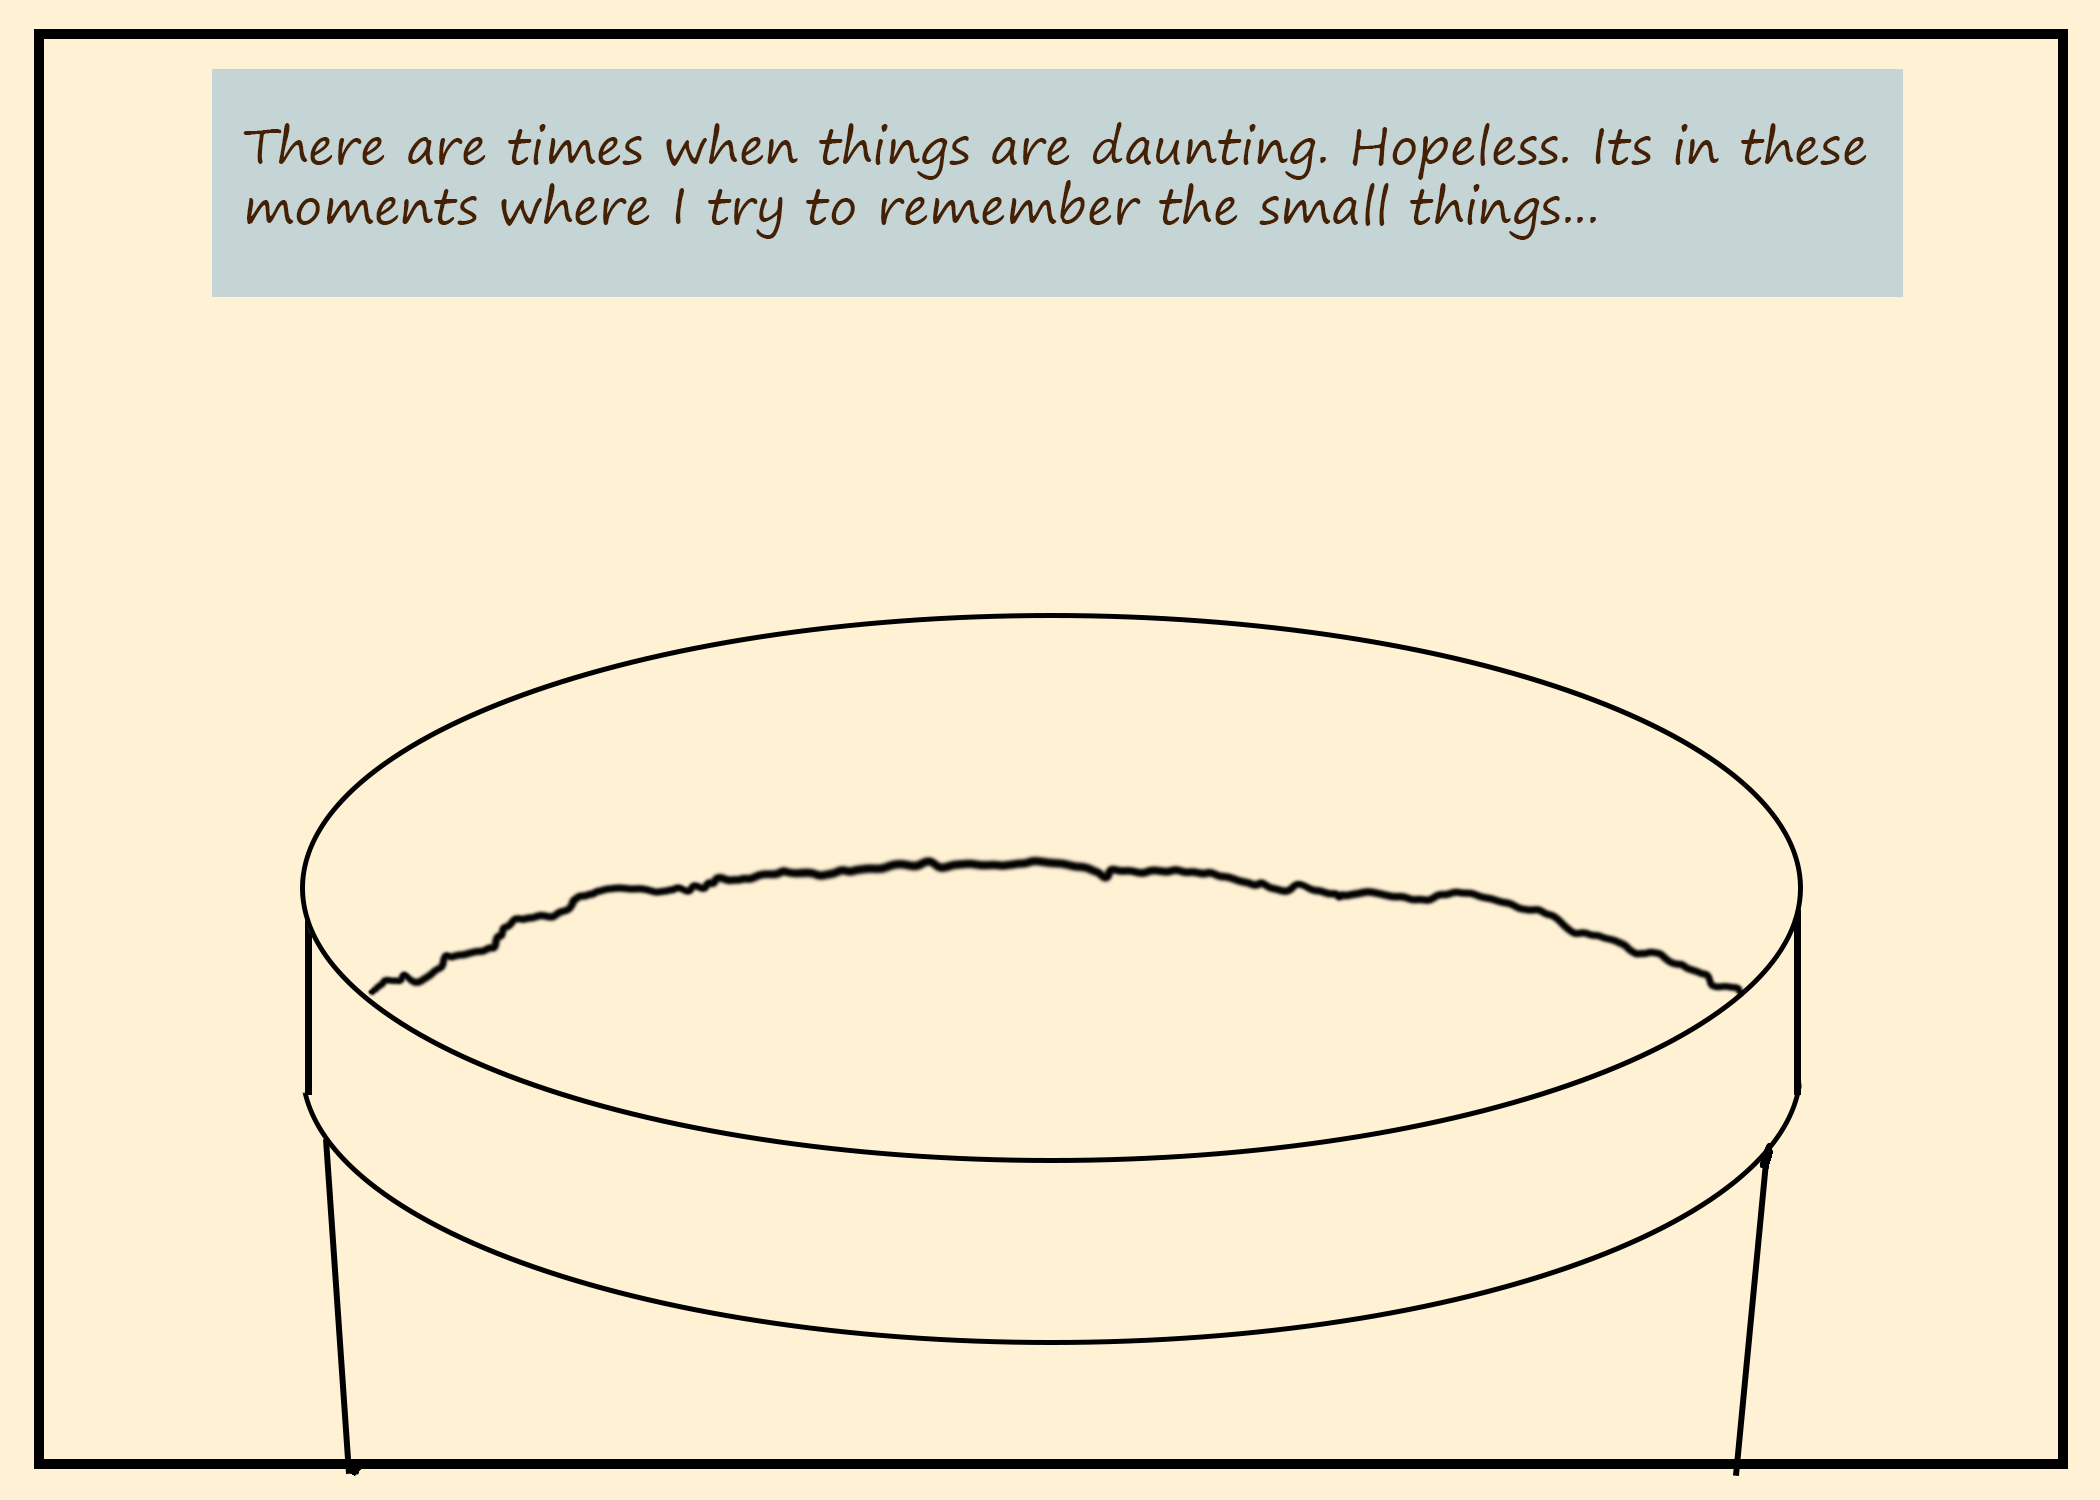 There are times when things are daunting. Hopeless. Its in these
moments where I try to remember the small things...